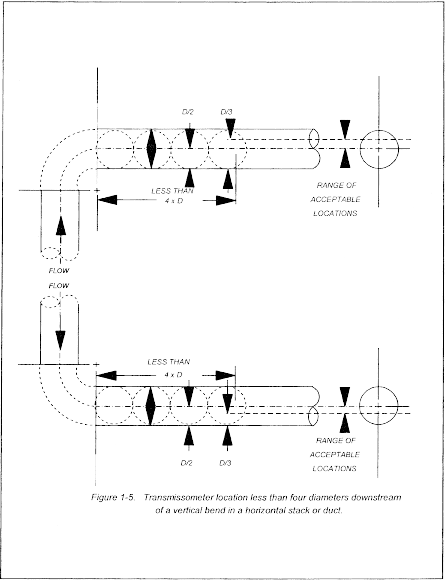 D/2 D/3
LESS THAN
4 x D
RANGE OF
ACCEPTABLE
LOCATIONS
FLOW
FLOW
LESS THAN
4 x D
RANGE OF
ACCEPTABLE
LOCATIONS
D/2 D/3
Figure 1-5. Transmissometer location less than four diameters downstream
of a vertical bend in a horizontal stack or duct.